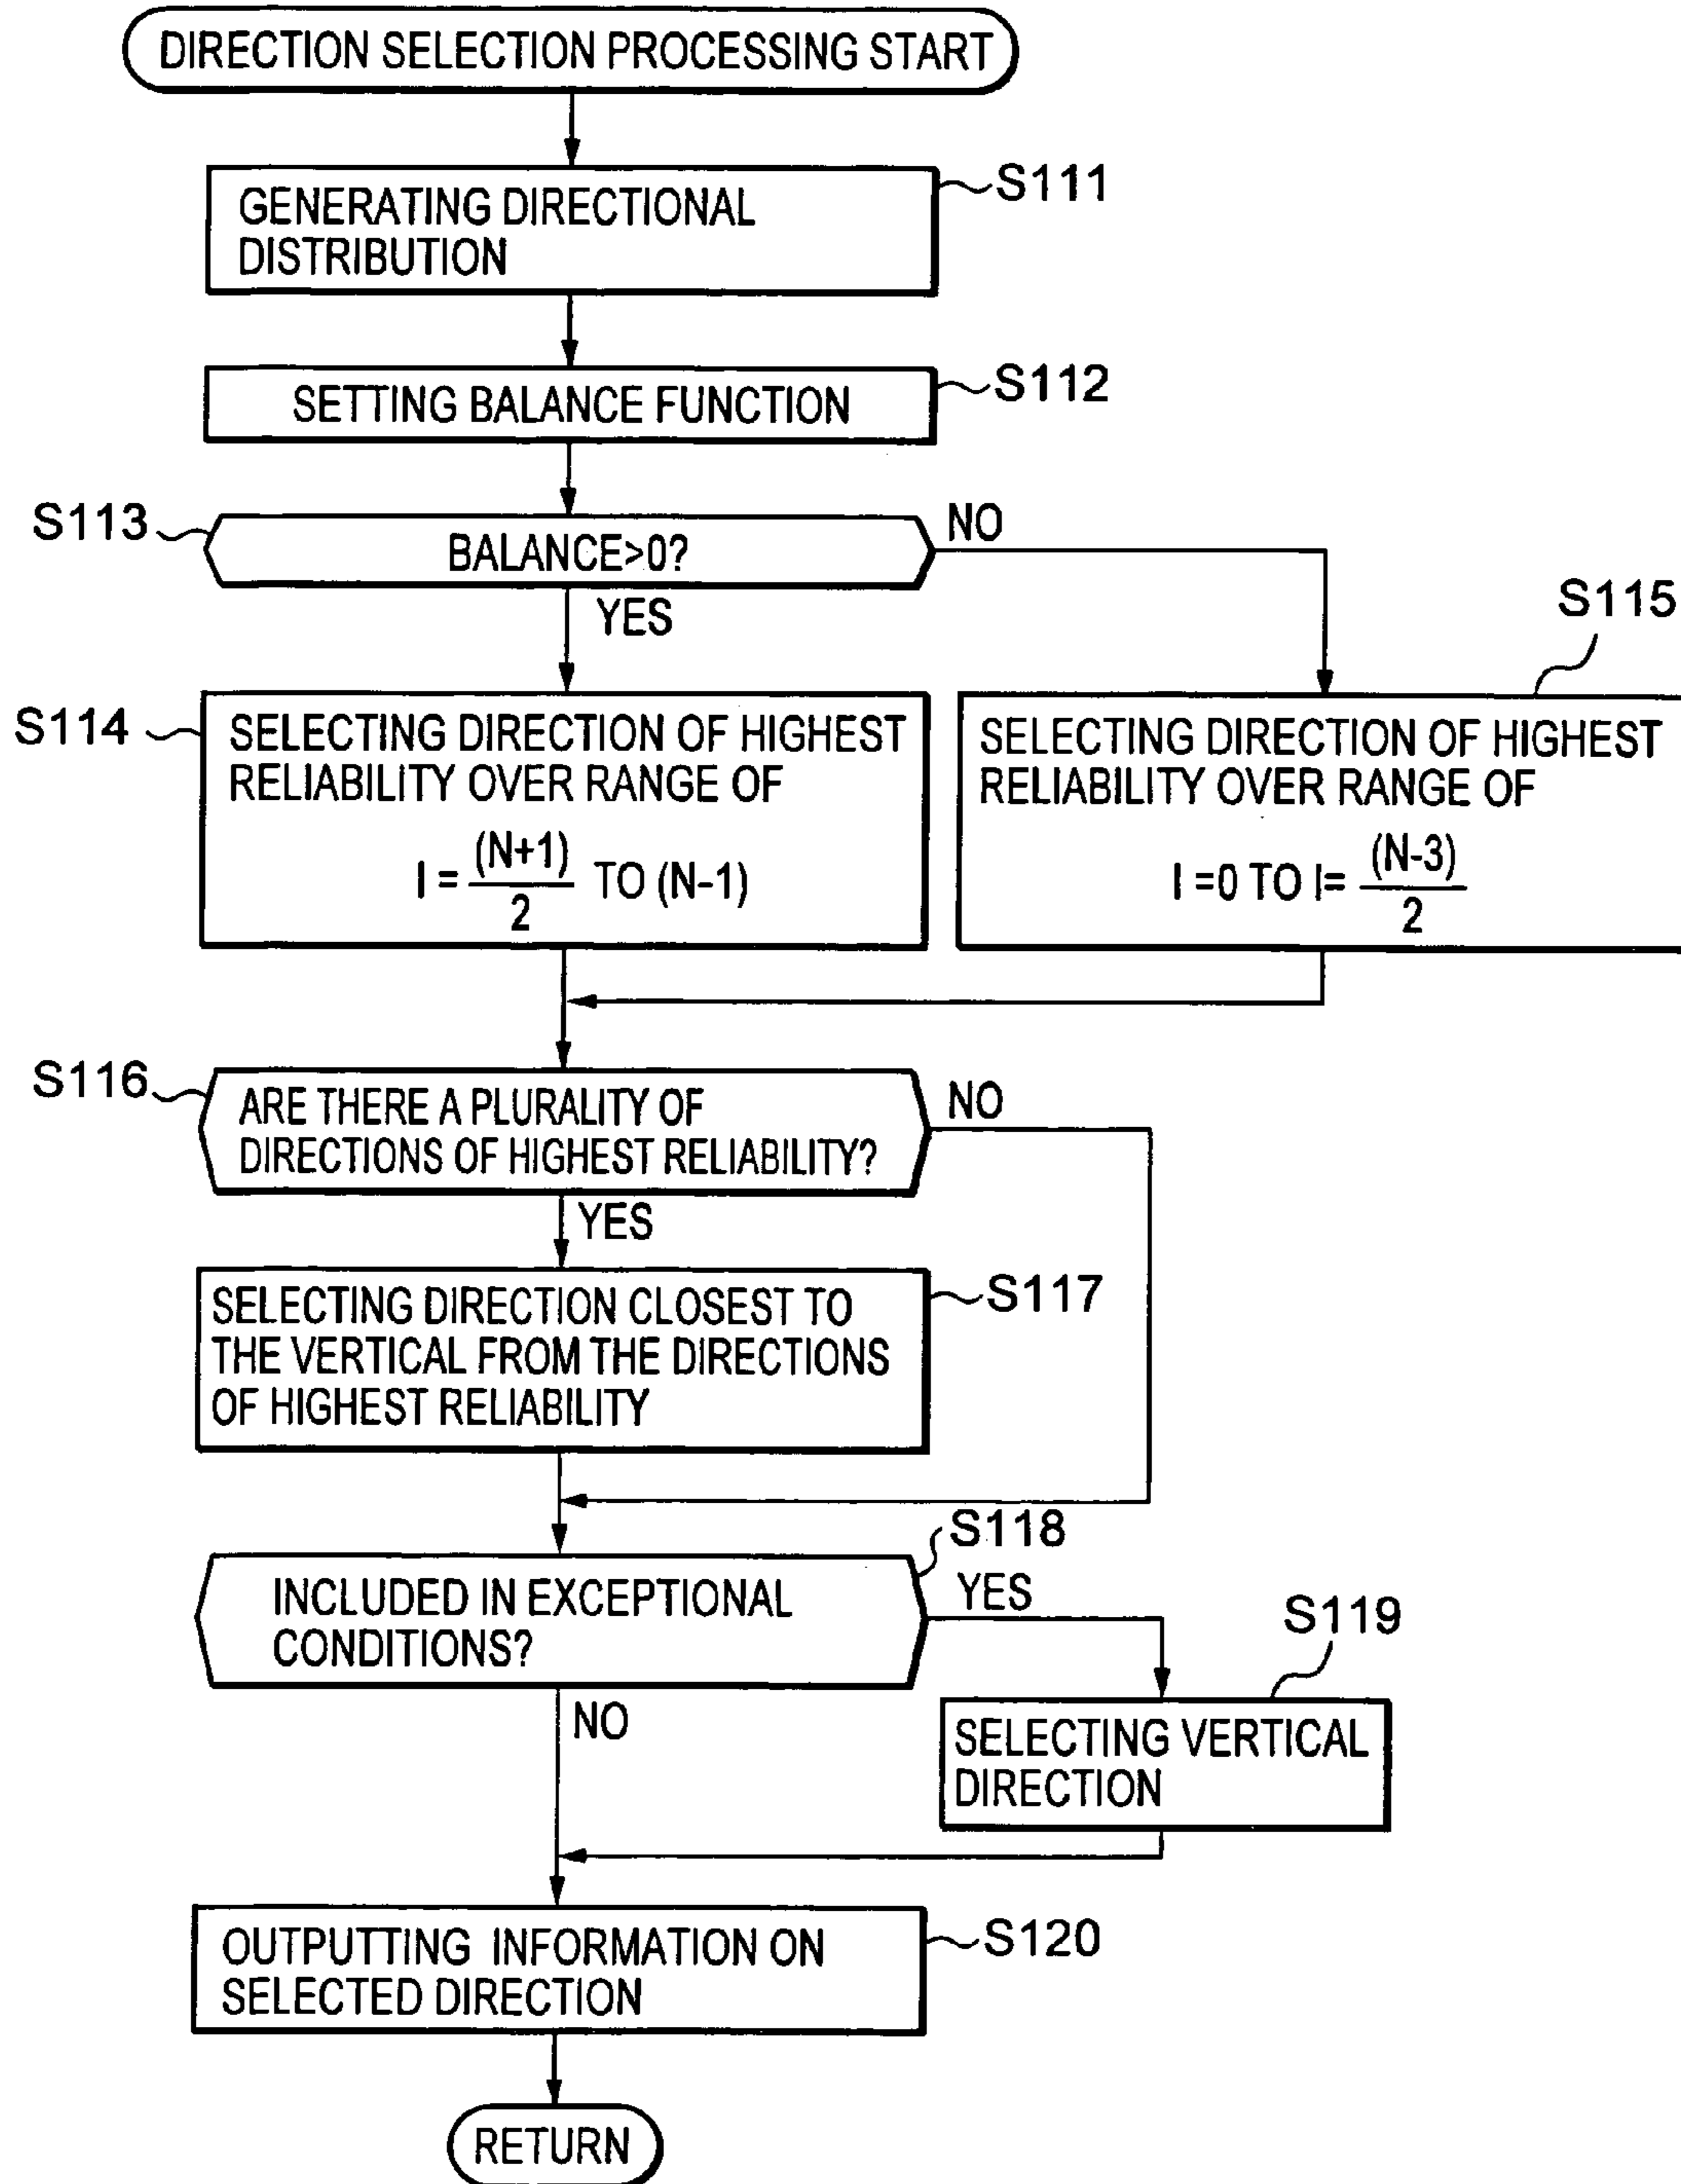 DIRECTION SELECTION PROCESSING START
S111
GENERATING DIRECTIONAL
DISTRIBUTION
S112
SETTING BALANCE FUNCTION
S113
BALANCE>0?
NO
YES
S115
S114
SELECTING DIRECTION OF HIGHEST
RELIABILITY OVER RANGE OF
I = (N+1)/2 TO (N-1)
SELECTING DIRECTION OF HIGHEST
RELIABILITY OVER RANGE OF
I =0 TO I= (N-3)/2
S116
ARE THERE A PLURALITY OF
DIRECTIONS OF HIGHEST RELIABILITY?
NO
YES
S117
SELECTING DIRECTION CLOSEST TO
THE VERTICAL FROM THE DIRECTIONS
OF HIGHEST RELIABILITY
S118
INCLUDED IN EXCEPTIONAL
CONDITIONS?
YES
NO
S119
SELECTING VERTICAL
DIRECTION
S120
OUTPUTTING INFORMATION ON
SELECTED DIRECTION
RETURN